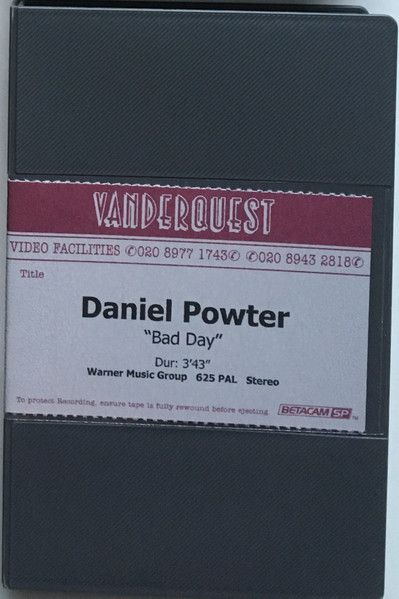 VANDERQUEST
VIDEO FACILITIES ✆020 8977 1743✆ ✆020 8943 2818✆
Title
Daniel Powter
“Bad Day”
Dur: 3’43”
Warner Music Group 625 PAL Stereo
To protect Recording, ensure tape is fully rewound before ejecting
BETACAM SP™